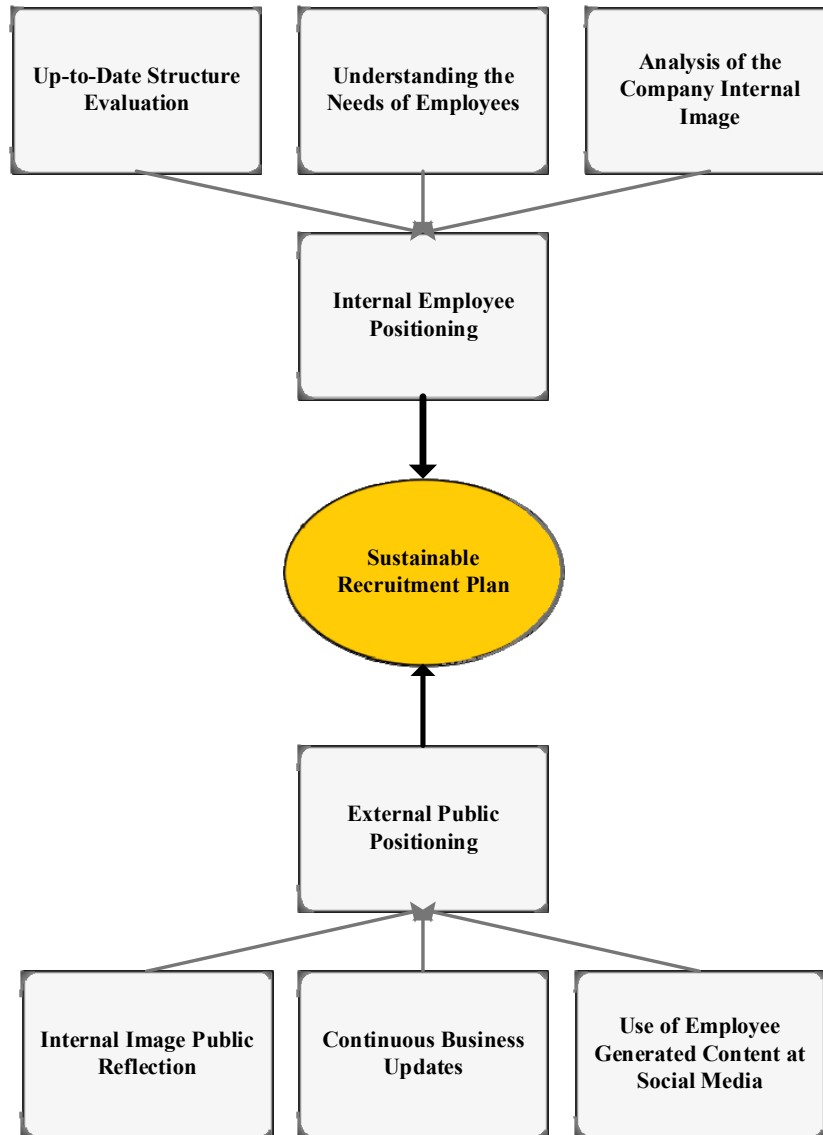 Up-to-Date Structure
Evaluation
Understanding the
Needs of Employees
Analysis of the
Company Internal
Image
Internal Employee
Positioning
Sustainable
Recruitment Plan
External Public
Positioning
Internal Image Public
Reflection
Continuous Business
Updates
Use of Employee
Generated Content at
Social Media